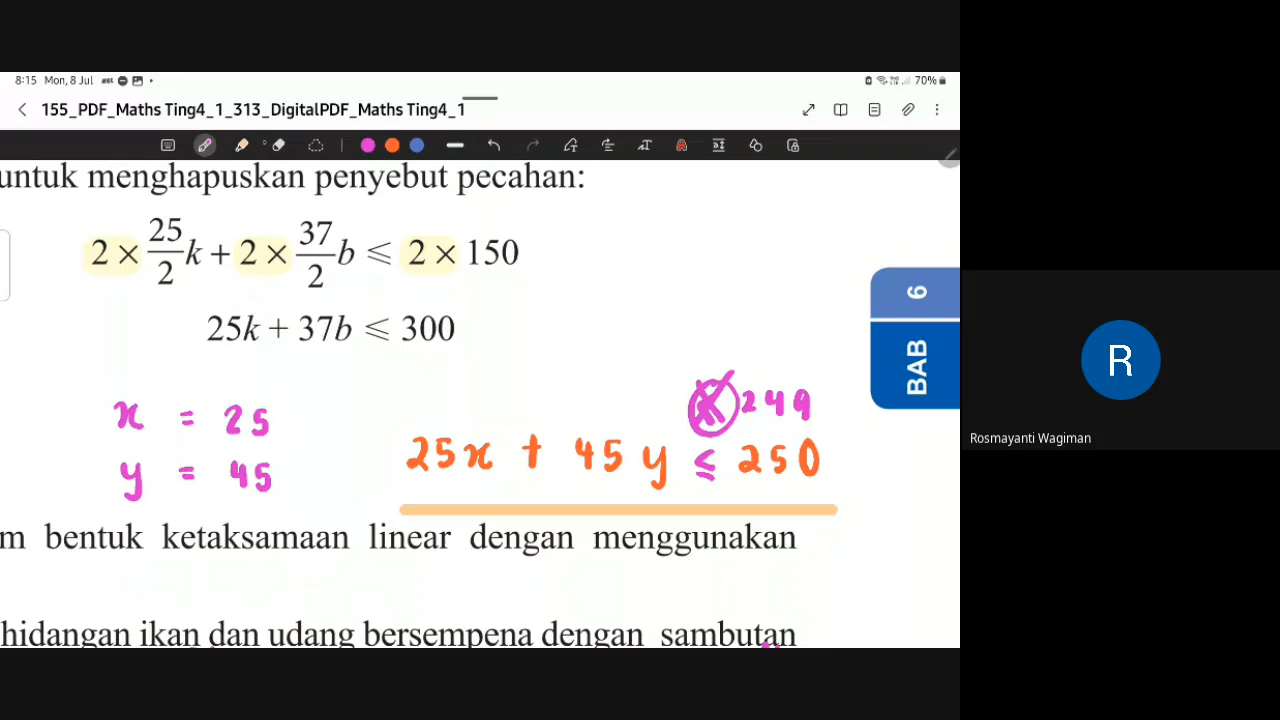 8:15 Mon, 8 Jul 70%
155_PDF_Maths Ting4_1_313_DigitalPDF_Maths Ting4_1
untuk menghapuskan penyebut pecahan:
2 × 25/2 k + 2 × 37/2 b ⩽ 2 × 150
25k + 37b ⩽ 300
BAB 6
x = 25
y = 45
< 249
25x + 45y ≤ 250
m bentuk ketaksamaan linear dengan menggunakan
hidangan ikan dan udang bersempena dengan sambutan
R
Rosmayanti Wagiman